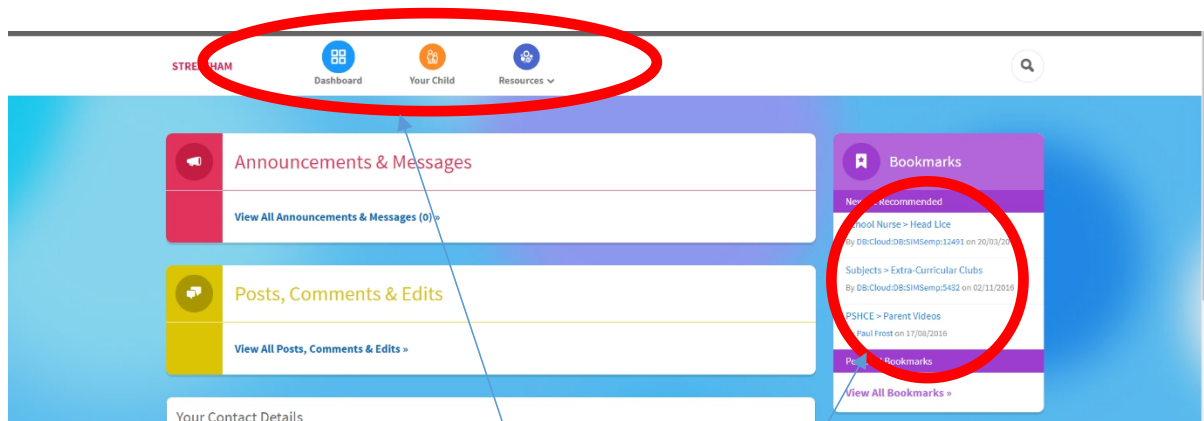 Dashboard
Your Child
Resources
Announcements & Messages
View All Announcements & Messages (0) »
Posts, Comments & Edits
View All Posts, Comments & Edits »
Your Contact Details
Bookmarks
Recommended
School Nurse > Head Lice
By DB:Cloud:DB:SIMSemp:12491 on 20/03/20
Subjects > Extra-Curricular Clubs
By DB:Cloud:DB:SIMSemp:5432 on 02/11/2016
PSHCE > Parent Videos
Paul Frost on 17/08/2016
Bookmarks
View All Bookmarks »